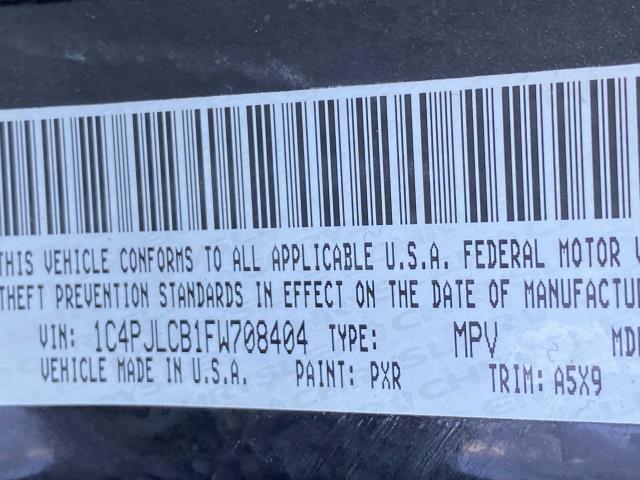 THIS VEHICLE CONFORMS TO ALL APPLICABLE U.S.A. FEDERAL MOTOR
THEFT PREVENTION STANDARDS IN EFFECT ON THE DATE OF MANUFACTU
VIN: 1C4PJLCB1FW708404 TYPE: MPV MD
VEHICLE MADE IN U.S.A. PAINT: PXR TRIM: A5X9